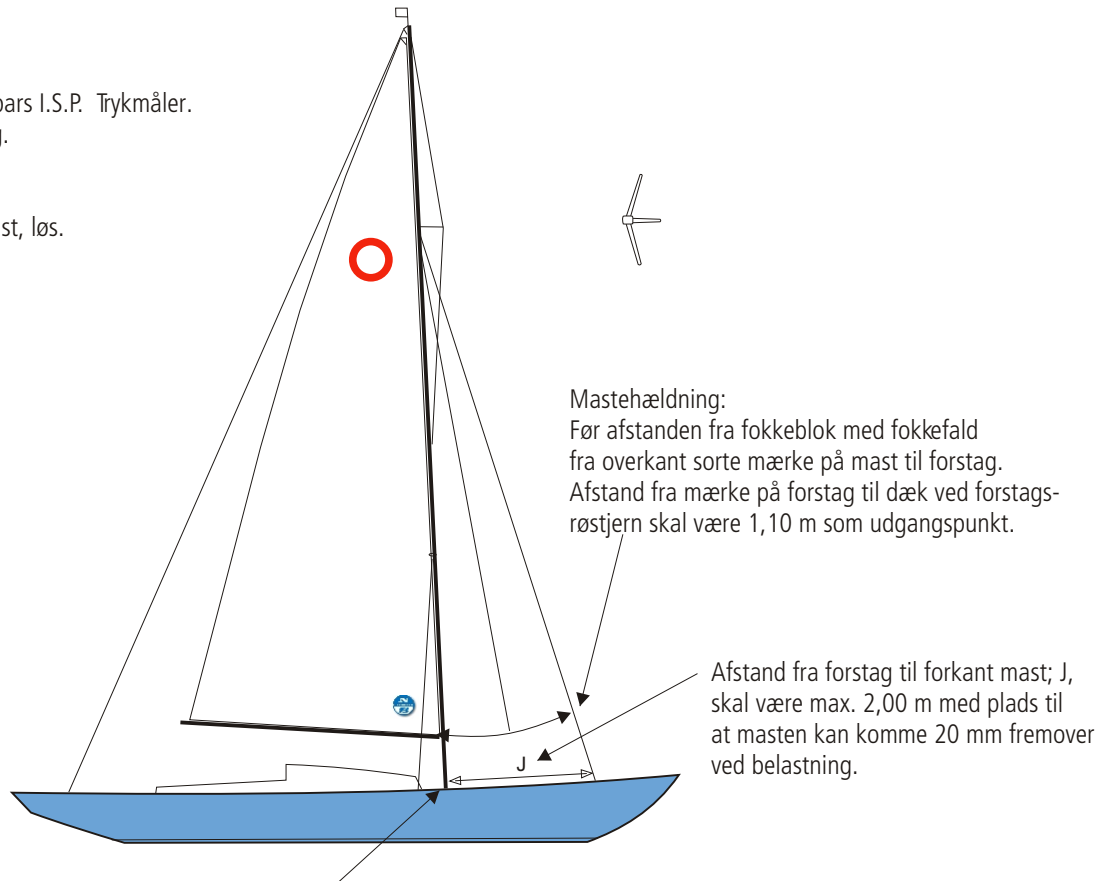 bars I.S.P. Trykmåler.
g.
st, løs.
Mastehældning:
Før afstanden fra fokkeblok med fokkefald
fra overkant sorte mærke på mast til forstag.
Afstand fra mærke på forstag til dæk ved forstags-
røstjern skal være 1,10 m som udgangspunkt.
Afstand fra forstag til forkant mast; J,
skal være max. 2,00 m med plads til
at masten kan komme 20 mm fremover
ved belastning.
J